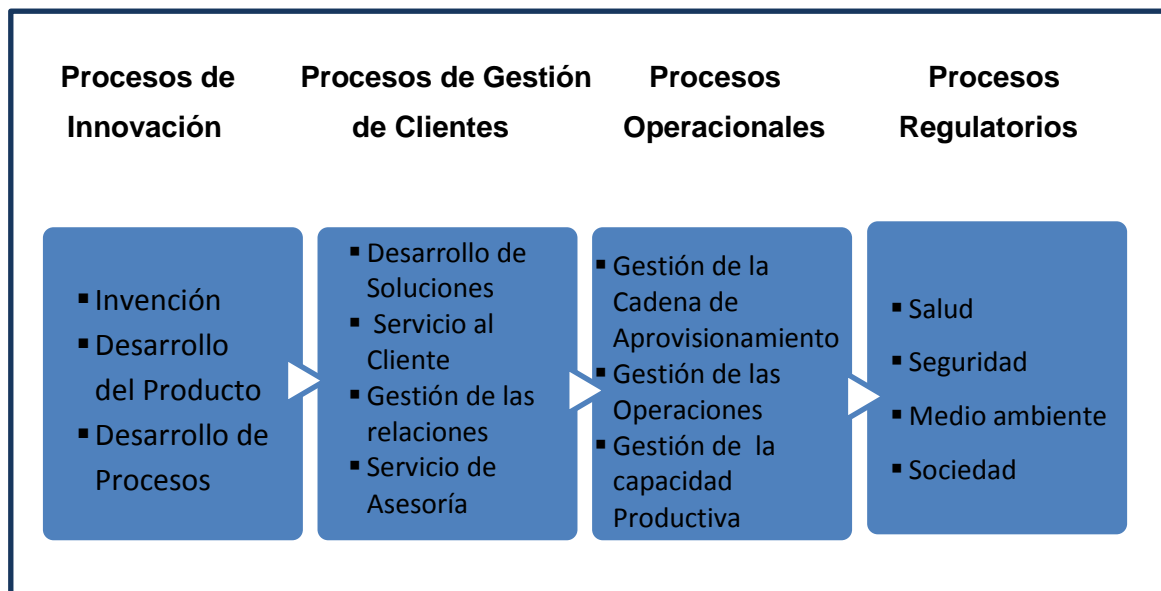 Procesos de
Innovación
Procesos de Gestión
de Clientes
Procesos
Operacionales
Procesos
Regulatorios
▪ Invención
▪ Desarrollo
del Producto
▪ Desarrollo de
Procesos
▪ Desarrollo de
Soluciones
▪ Servicio al
Cliente
▪ Gestión de las
relaciones
▪ Servicio de
Asesoría
▪ Gestión de la
Cadena de
Aprovisionamiento
▪ Gestión de las
Operaciones
▪ Gestión de la
capacidad
Productiva
▪ Salud
▪ Seguridad
▪ Medio ambiente
▪ Sociedad